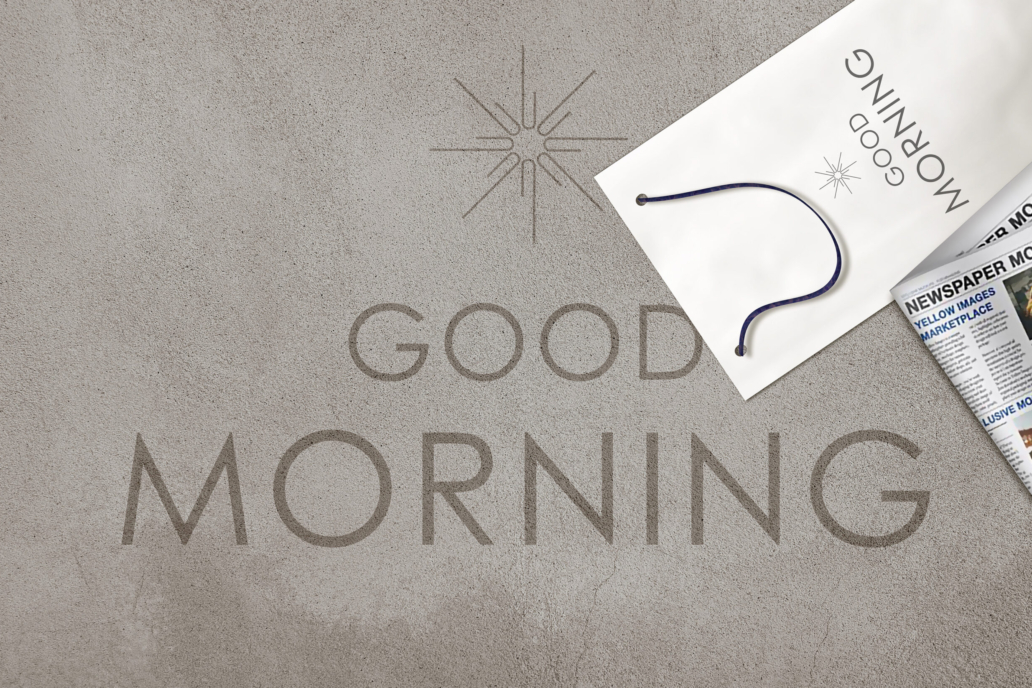 GOOD
MORNING
GOOD
MORNING
NEWSPAPER MO
YELLOW IMAGES
MARKETPLACE
LUSIVE MO